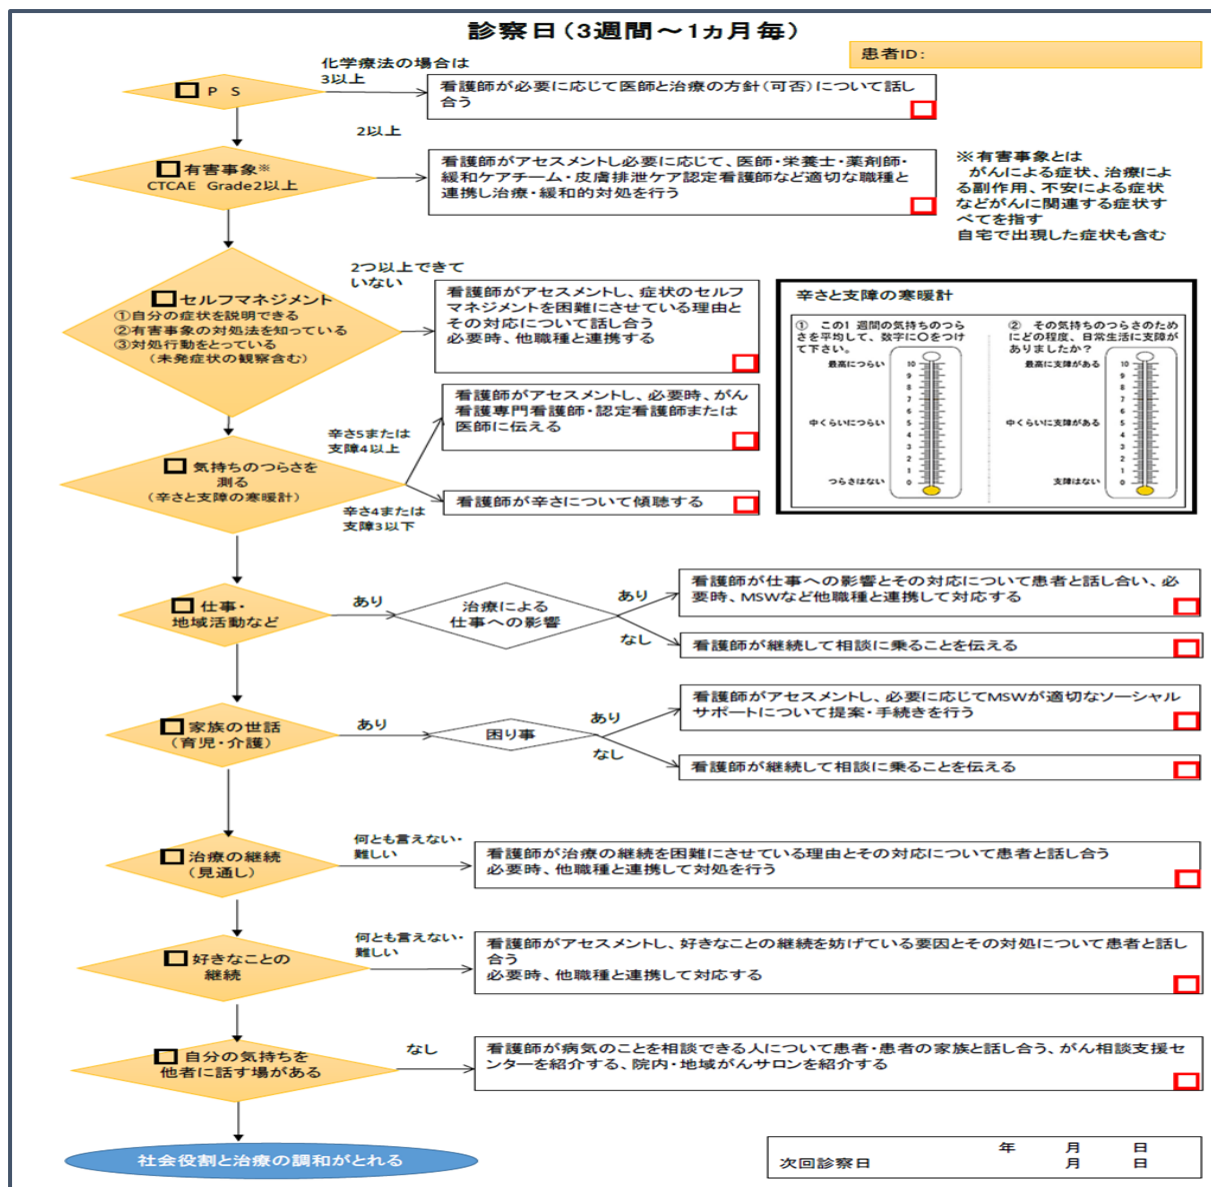 診察日(3週間～1ヵ月毎)
患者ID:
化学療法の場合は
3以上
PS
看護師が必要に応じて医師と治療の方針(可否)について話し
合う
2以上
有害事象※
CTCAE Grade2以上
看護師がアセスメントし必要に応じて、医師・栄養士・薬剤師・
緩和ケアチーム・皮膚排泄ケア認定看護師など適切な職種と
連携し治療・緩和的対処を行う
※有害事象とは
がんによる症状、治療によ
る副作用、不安による症状
などがんに関連する症状す
べてを指す
自宅で出現した症状も含む
2つ以上できて
いない
セルフマネジメント
①自分の症状を説明できる
②有害事象の対処法を知っている
③対処行動をとっている
(未発症状の観察含む)
看護師がアセスメントし、症状のセルフ
マネジメントを困難にさせている理由と
その対応について話し合う
必要時、他職種と連携する
辛さと支障の寒暖計
① この1 週間の気持ちのつら
さを平均して、数字に〇をつけ
て下さい。
最高につらい
中くらいにつらい
つらさはない
10
9
8
7
6
5
4
3
2
1
0
② その気持ちのつらさのため
にどの程度、日常生活に支障が
ありましたか?
最高に支障がある
中くらいに支障がある
支障はない
10
9
8
7
6
5
4
3
2
1
0
気持ちのつらさを
測る
(辛さと支障の寒暖計)
辛さ5または
支障4以上
看護師がアセスメントし、必要時、がん
看護専門看護師・認定看護師または
医師に伝える
辛さ4または
支障3以下
看護師が辛さについて傾聴する
仕事・
地域活動など
あり
治療による
仕事への影響
あり
看護師が仕事への影響とその対応について患者と話し合い、必
要時、MSWなど他職種と連携して対応する
なし
看護師が継続して相談に乗ることを伝える
家族の世話
(育児・介護)
あり
困り事
あり
看護師がアセスメントし、必要に応じてMSWが適切なソーシャル
サポートについて提案・手続きを行う
なし
看護師が継続して相談に乗ることを伝える
治療の継続
(見通し)
何とも言えない・
難しい
看護師が治療の継続を困難にさせている理由とその対応について患者と話し合う
必要時、他職種と連携して対処を行う
好きなことの
継続
何とも言えない・
難しい
看護師がアセスメントし、好きなことの継続を妨げている要因とその対処について患者と話し
合う
必要時、他職種と連携して対応する
自分の気持ちを
他者に話す場がある
なし
看護師が病気のことを相談できる人について患者・患者の家族と話し合う、がん相談支援セ
ンターを紹介する、院内・地域がんサロンを紹介する
社会役割と治療の調和がとれる
年 月 日
次回診察日 月 日